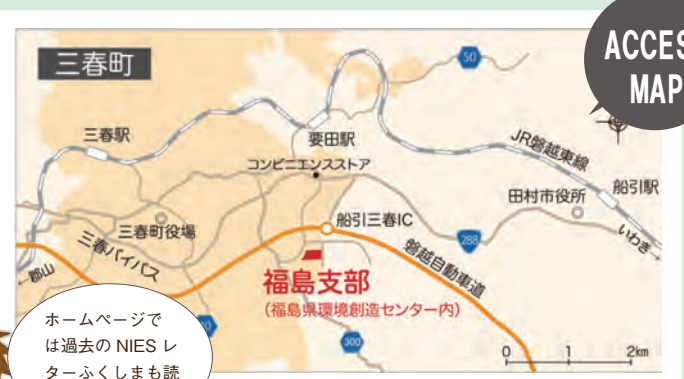 ACCES
MAP
三春町
50
三春駅
要田駅
JR磐越東線
コンビニエンスストア
船引駅
田村市役所
三春町役場
船引三春IC
いわき→
三春バイパス
288
磐越自動車道
←郡山
福島支部
（福島県環境創造センター内）
300
0 1 2km
ホームページで
は過去の NIES レ
ターふくしまも読